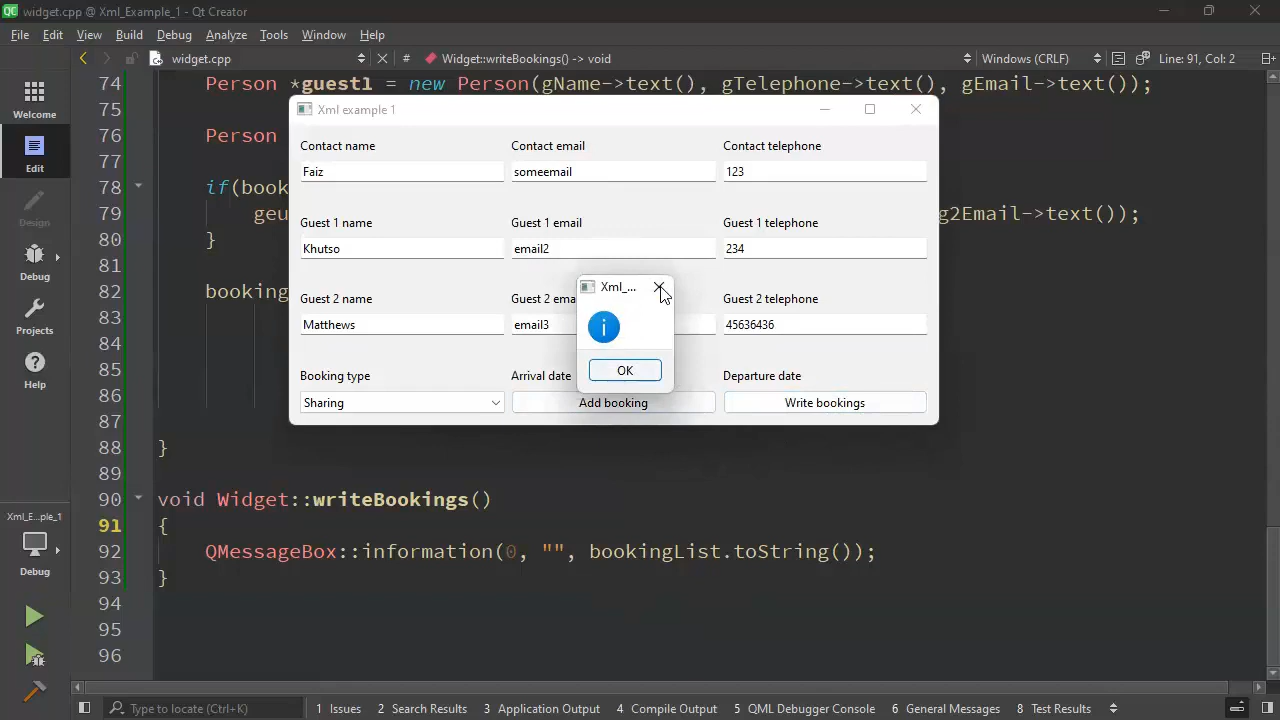 QC widget.cpp @ Xml_Example_1 - Qt Creator
File Edit View Build Debug Analyze Tools Window Help
widget.cpp # Widget::writeBookings() -> void Windows (CRLF) Line: 91, Col: 2
Welcome
Edit
Design
Debug
Projects
Help
Xml_E...ple_1
Debug
74 Person *guest1 = new Person(gName->text(), gTelephone->text(), gEmail->text());
75
76 Person
77
78 if(book
79 geu g2Email->text());
80 }
81
82 booking
83
84
85
86
87
88 }
89
90 void Widget::writeBookings()
91 {
92 QMessageBox::information(0, "", bookingList.toString());
93 }
94
95
96
Xml example 1
Contact name Contact email Contact telephone
Faiz someemail 123
Guest 1 name Guest 1 email Guest 1 telephone
Khutso email2 234
Guest 2 name Guest 2 ema Guest 2 telephone
Matthews email3 45636436
Booking type Arrival date Departure date
Sharing Add booking Write bookings
Xml_...
i
OK
Type to locate (Ctrl+K) 1 Issues 2 Search Results 3 Application Output 4 Compile Output 5 QML Debugger Console 6 General Messages 8 Test Results